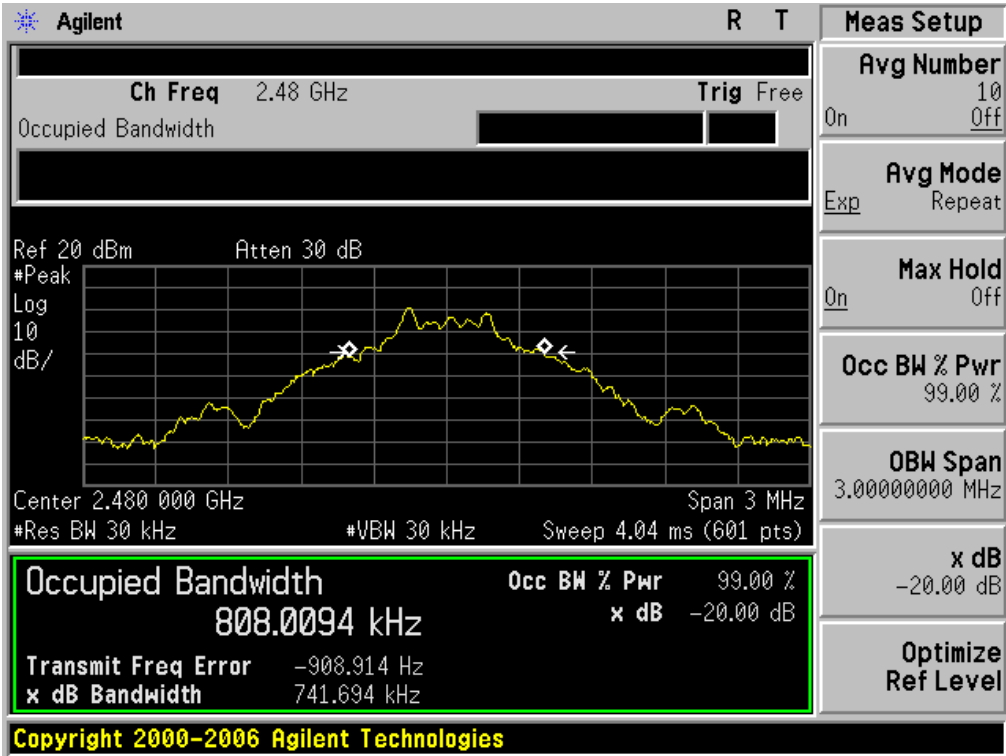 Agilent R T
Ch Freq 2.48 GHz Trig Free
Occupied Bandwidth
Ref 20 dBm Atten 30 dB
#Peak
Log
10
dB/
Center 2.480 000 GHz Span 3 MHz
#Res BW 30 kHz #VBW 30 kHz Sweep 4.04 ms (601 pts)
Occupied Bandwidth
808.0094 kHz
Occ BW % Pwr 99.00 %
x dB -20.00 dB
Transmit Freq Error -908.914 Hz
x dB Bandwidth 741.694 kHz
Copyright 2000-2006 Agilent Technologies
Meas Setup
Avg Number
10
On Off
Avg Mode
Exp Repeat
Max Hold
On Off
Occ BW % Pwr
99.00 %
OBW Span
3.00000000 MHz
x dB
-20.00 dB
Optimize
Ref Level